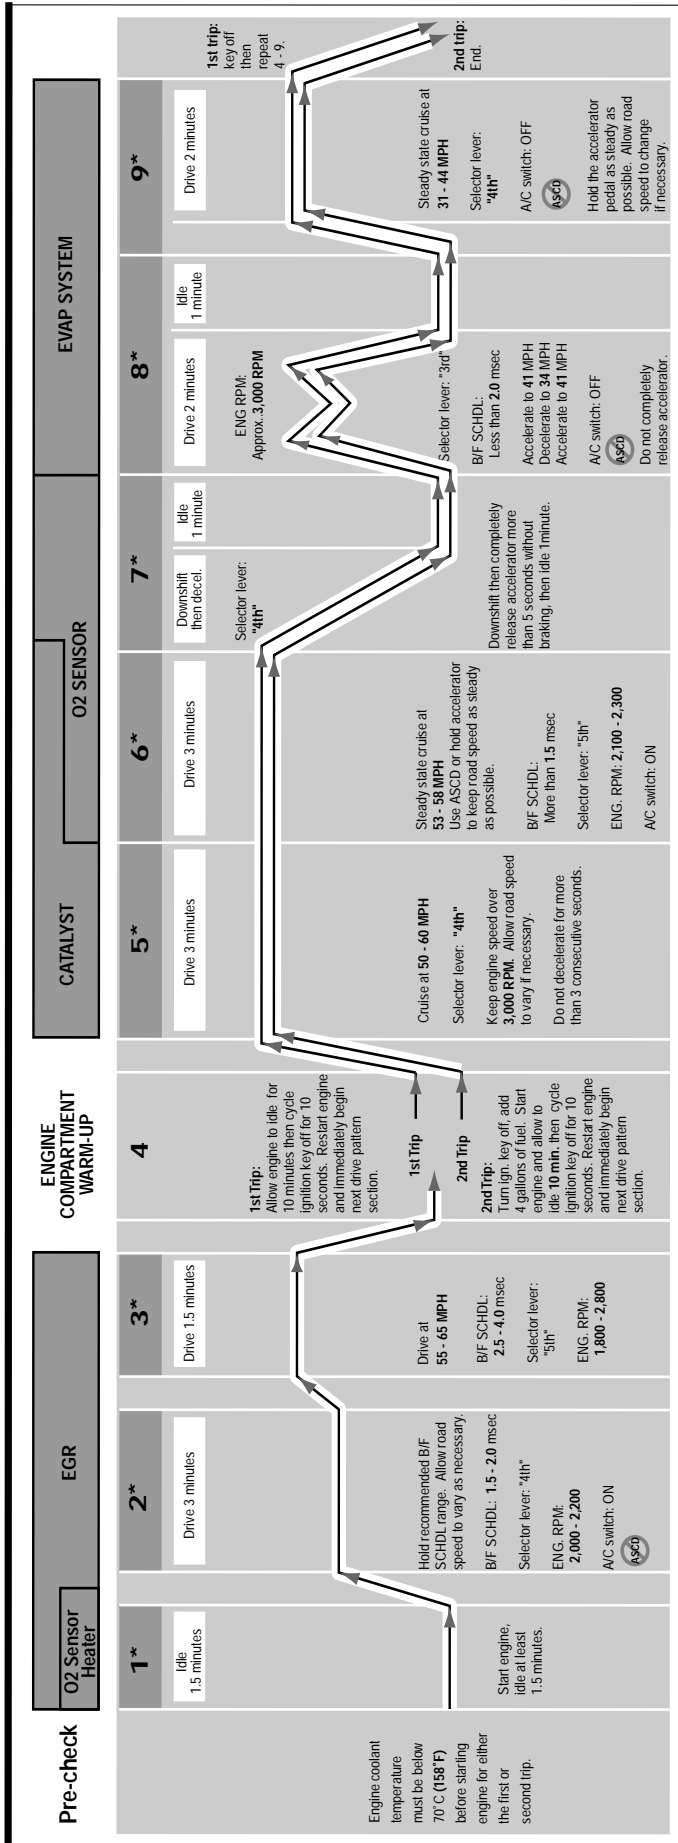 Pre-check
Engine coolant
temperature
must be below
70˚C (158˚F)
before starting
engine for either
the first or
second trip.
EGR
O2 Sensor
Heater
1*
Idle
1.5 minutes
Start engine,
idle at least
1.5 minutes.
2*
Drive 3 minutes
Hold recommended B/F
SCHDL range. Allow road
speed to vary as necessary.
B/F SCHDL: 1.5 - 2.0 msec
Selector lever: "4th"
ENG. RPM:
2,000 - 2,200
A/C switch: ON
ASCD
3*
Drive 1.5 minutes
Drive at
55 - 65 MPH
B/F SCHDL:
2.5 - 4.0 msec
Selector lever:
"5th"
ENG. RPM:
1,800 - 2,800
ENGINE
COMPARTMENT
WARM-UP
4
1st Trip:
Allow engine to idle for
10 minutes then cycle
ignition key off for 10
seconds. Restart engine
and immediately begin
next drive pattern
section.
1st Trip
2nd Trip
2nd Trip:
Turn ign. key off, add
4 gallons of fuel. Start
engine and allow to
idle 10 min. then cycle
ignition key off for 10
seconds. Restart engine
and immediately begin
next drive pattern
section.
CATALYST
5*
Drive 3 minutes
Cruise at 50 - 60 MPH
Selector lever: "4th"
Keep engine speed over
3,000 RPM. Allow road speed
to vary if necessary.
Do not decelerate for more
than 3 consecutive seconds.
O2 SENSOR
6*
Drive 3 minutes
Steady state cruise at
53 - 58 MPH
Use ASCD or hold accelerator
to keep road speed as steady
as possible.
B/F SCHDL:
More than 1.5 msec
Selector lever: "5th"
ENG. RPM: 2,100 - 2,300
A/C switch: ON
7*
Downshift
then decel.
Idle
1 minute
Selector lever:
"4th"
Downshift then completely
release accelerator more
than 5 seconds without
braking, then idle 1minute.
EVAP SYSTEM
8*
Drive 2 minutes
Idle
1 minute
ENG RPM:
Approx..3,000 RPM
Selector lever: "3rd"
B/F SCHDL:
Less than 2.0 msec
Accelerate to 41 MPH
Decelerate to 34 MPH
Accelerate to 41 MPH
A/C switch: OFF
ASCD
Do not completely
release accelerator.
9*
Drive 2 minutes
Steady state cruise at
31 - 44 MPH
Selector lever:
"4th"
A/C switch: OFF
ASCD
Hold the accelerator
pedal as steady as
possible. Allow road
speed to change
if necessary.
1st trip:
key off
then
repeat
4 - 9.
2nd trip:
End.